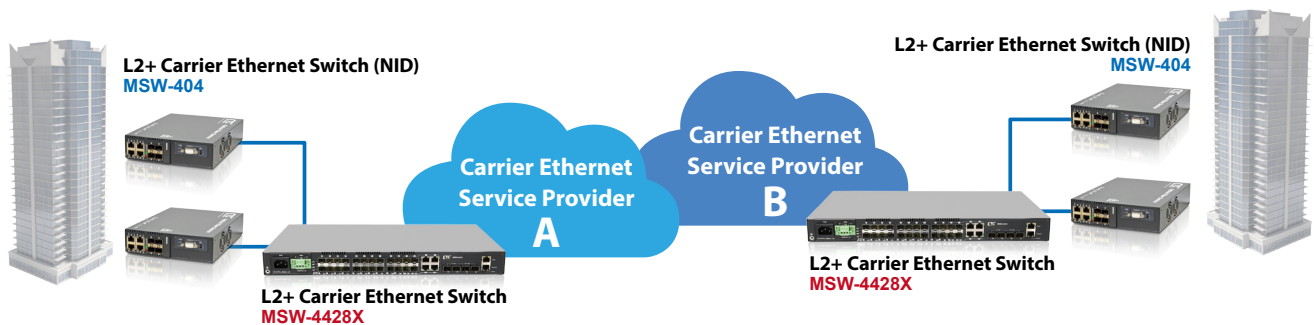 L2+ Carrier Ethernet Switch (NID)
MSW-404
L2+ Carrier Ethernet Switch (NID)
MSW-404
Carrier Ethernet
Service Provider
A
Carrier Ethernet
Service Provider
B
L2+ Carrier Ethernet Switch
MSW-4428X
L2+ Carrier Ethernet Switch
MSW-4428X